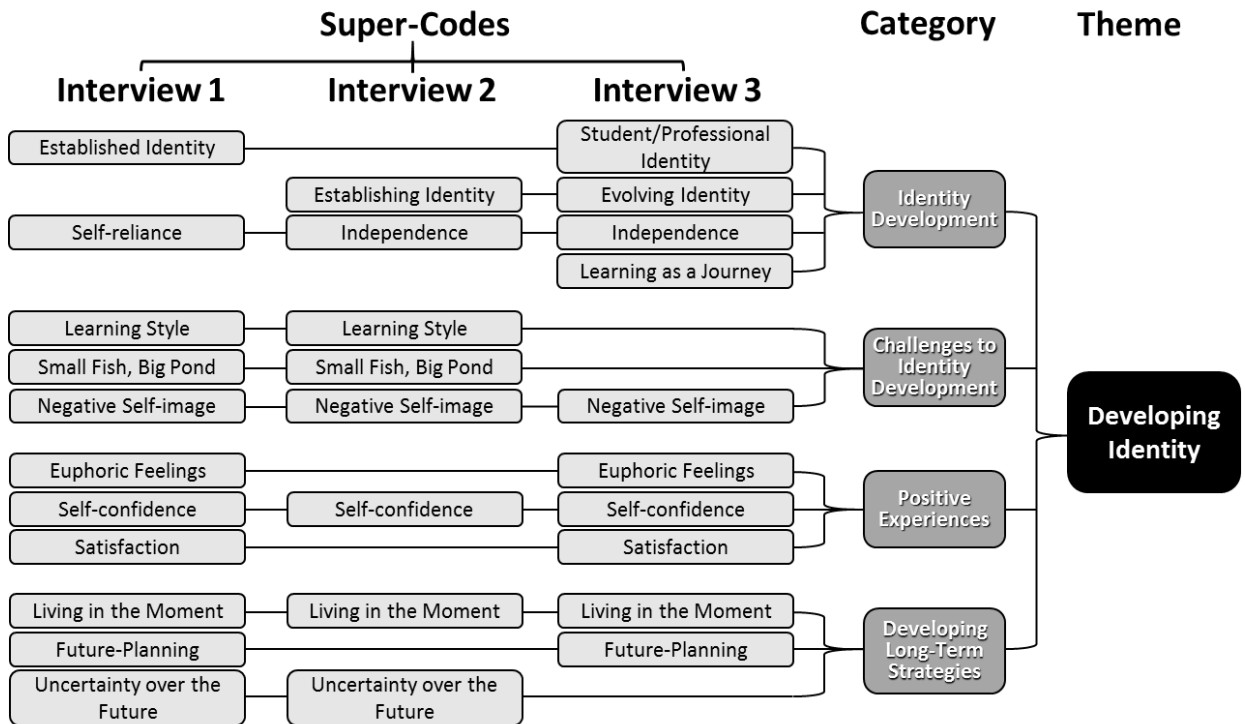 Super-Codes
Category
Theme
Interview 1
Interview 2
Interview 3
Established Identity
Student/Professional
Identity
Establishing Identity
Evolving Identity
Self-reliance
Independence
Independence
Learning as a Journey
Identity
Development
Learning Style
Learning Style
Small Fish, Big Pond
Small Fish, Big Pond
Negative Self-image
Negative Self-image
Negative Self-image
Challenges to
Identity
Development
Euphoric Feelings
Euphoric Feelings
Self-confidence
Self-confidence
Self-confidence
Satisfaction
Satisfaction
Positive
Experiences
Living in the Moment
Living in the Moment
Living in the Moment
Future-Planning
Future-Planning
Uncertainty over the
Future
Uncertainty over the
Future
Developing
Long-Term
Strategies
Developing
Identity